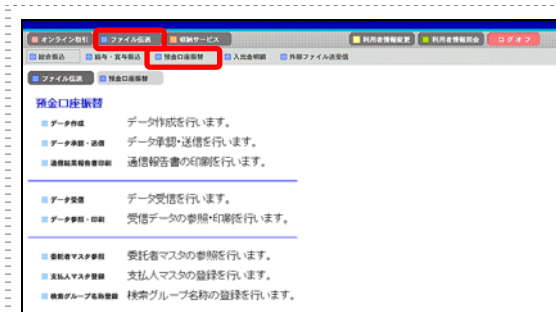 オンライン取引 ファイル伝送 収納サービス 利用者情報変更 利用者情報照会 ログオフ
総合振込 給与・賞与振込 預金口座振替 入出金明細 外部ファイル送受信
ファイル伝送 預金口座振替
預金口座振替
データ作成 データ作成を行います。
データ承認・送信 データ承認・送信を行います。
通信結果報告書印刷 通信報告書の印刷を行います。
データ受信 データ受信を行います。
データ参照・印刷 受信データの参照・印刷を行います。
委託者マスタ参照 委託者マスタの参照を行います。
支払人マスタ登録 支払人マスタの登録を行います。
検索グループ名称登録 検索グループ名称の登録を行います。